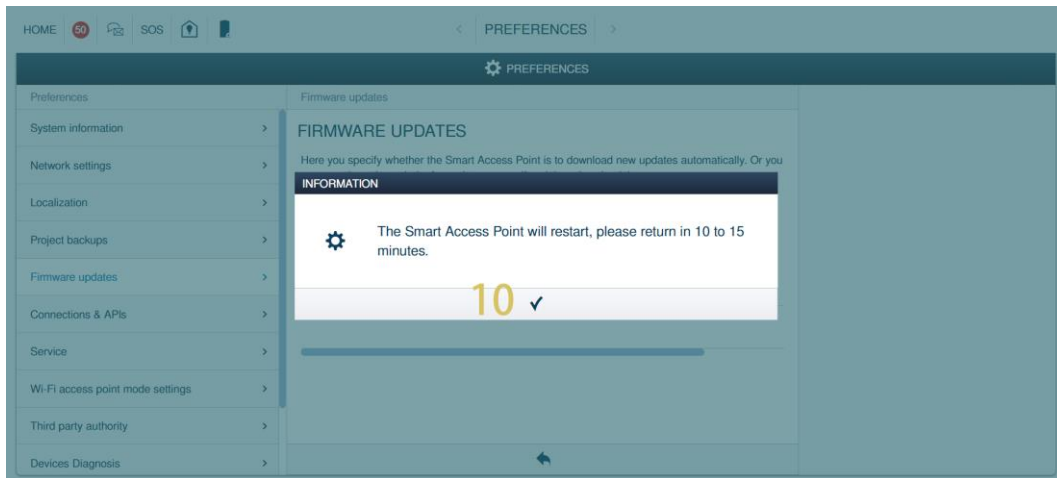 HOME 50 SOS PREFERENCES
PREFERENCES
Preferences
Firmware updates
System information
Network settings
Localization
Project backups
Firmware updates
Connections & APIs
Service
Wi-Fi access point mode settings
Third party authority
Devices Diagnosis
FIRMWARE UPDATES
Here you specify whether the Smart Access Point is to download new updates automatically. Or you
INFORMATION
The Smart Access Point will restart, please return in 10 to 15
minutes.
10